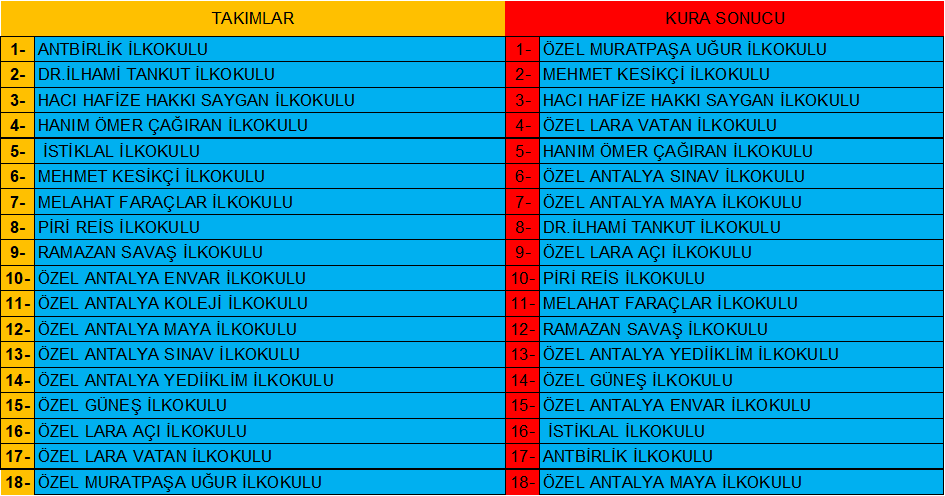 TAKIMLAR KURA SONUCU
1- ANTBİRLİK İLKOKULU 1- ÖZEL MURATPAŞA UĞUR İLKOKULU
2- DR.İLHAMİ TANKUT İLKOKULU 2- MEHMET KESİKÇİ İLKOKULU
3- HACI HAFİZE HAKKI SAYGAN İLKOKULU 3- HACI HAFİZE HAKKI SAYGAN İLKOKULU
4- HANIM ÖMER ÇAĞIRAN İLKOKULU 4- ÖZEL LARA VATAN İLKOKULU
5- İSTİKLAL İLKOKULU 5- HANIM ÖMER ÇAĞIRAN İLKOKULU
6- MEHMET KESİKÇİ İLKOKULU 6- ÖZEL ANTALYA SINAV İLKOKULU
7- MELAHAT FARAÇLAR İLKOKULU 7- ÖZEL ANTALYA MAYA İLKOKULU
8- PİRİ REİS İLKOKULU 8- DR.İLHAMİ TANKUT İLKOKULU
9- RAMAZAN SAVAŞ İLKOKULU 9- ÖZEL LARA AÇI İLKOKULU
10- ÖZEL ANTALYA ENVAR İLKOKULU 10- PİRİ REİS İLKOKULU
11- ÖZEL ANTALYA KOLEJİ İLKOKULU 11- MELAHAT FARAÇLAR İLKOKULU
12- ÖZEL ANTALYA MAYA İLKOKULU 12- RAMAZAN SAVAŞ İLKOKULU
13- ÖZEL ANTALYA SINAV İLKOKULU 13- ÖZEL ANTALYA YEDİİKLİM İLKOKULU
14- ÖZEL ANTALYA YEDİİKLİM İLKOKULU 14- ÖZEL GÜNEŞ İLKOKULU
15- ÖZEL GÜNEŞ İLKOKULU 15- ÖZEL ANTALYA ENVAR İLKOKULU
16- ÖZEL LARA AÇI İLKOKULU 16- İSTİKLAL İLKOKULU
17- ÖZEL LARA VATAN İLKOKULU 17- ANTBİRLİK İLKOKULU
18- ÖZEL MURATPAŞA UĞUR İLKOKULU 18- ÖZEL ANTALYA MAYA İLKOKULU